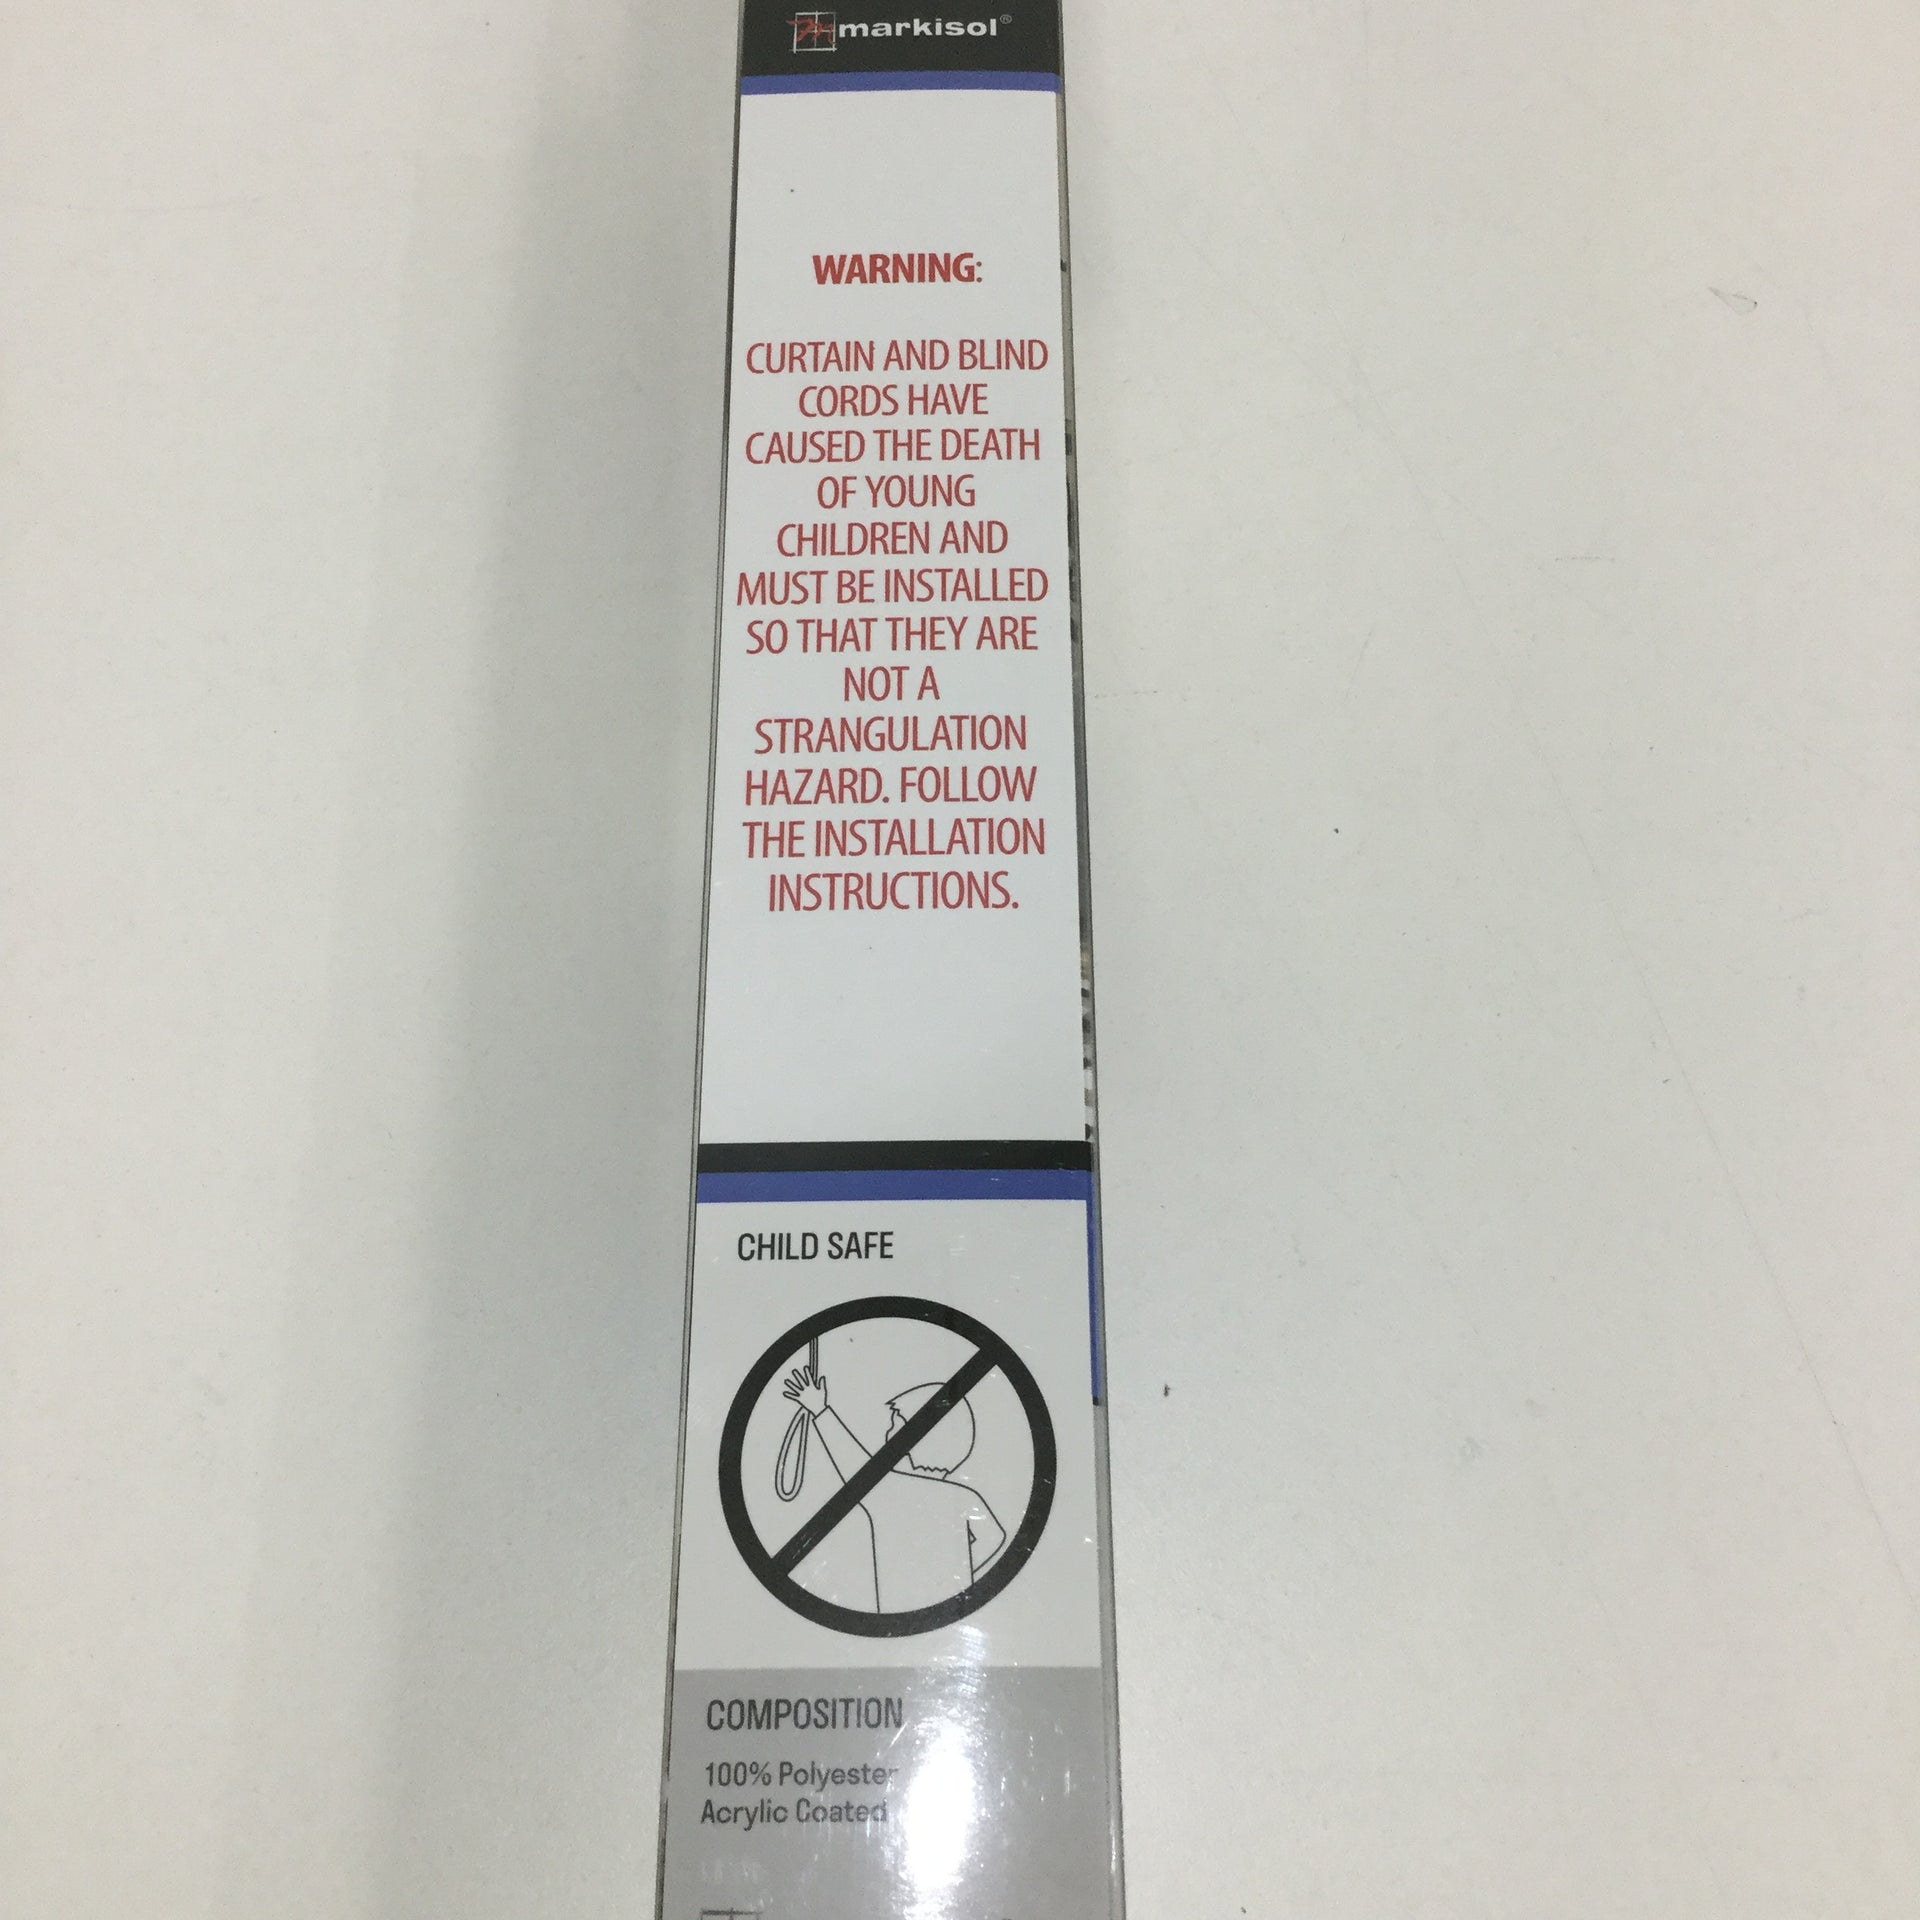 markisol®
WARNING:
CURTAIN AND BLIND
CORDS HAVE
CAUSED THE DEATH
OF YOUNG
CHILDREN AND
MUST BE INSTALLED
SO THAT THEY ARE
NOT A
STRANGULATION
HAZARD. FOLLOW
THE INSTALLATION
INSTRUCTIONS.
CHILD SAFE
COMPOSITION
100% Polyester
Acrylic Coated